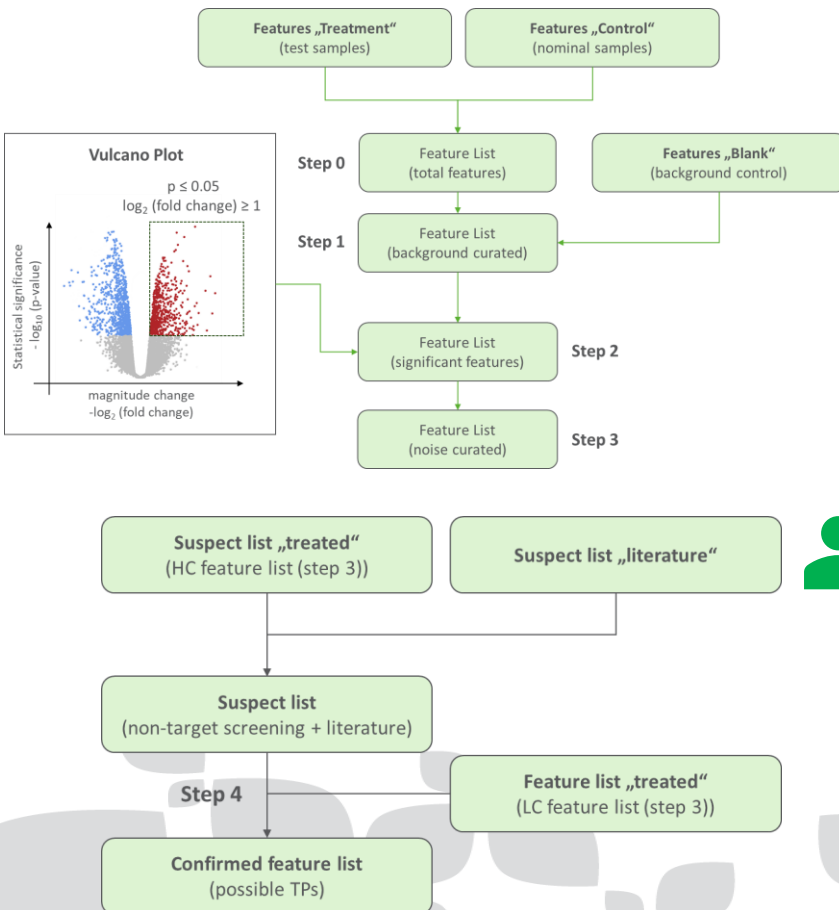 Features „Treatment“
(test samples)
Features „Control“
(nominal samples)
Vulcano Plot
p ≤ 0.05
log₂ (fold change) ≥ 1
Statistical significance
- log₁₀ (p-value)
magnitude change
-log₂ (fold change)
Step 0
Feature List
(total features)
Features „Blank“
(background control)
Step 1
Feature List
(background curated)
Feature List
(significant features)
Step 2
Feature List
(noise curated)
Step 3
Suspect list „treated“
(HC feature list (step 3))
Suspect list „literature“
Suspect list
(non-target screening + literature)
Step 4
Feature list „treated“
(LC feature list (step 3))
Confirmed feature list
(possible TPs)